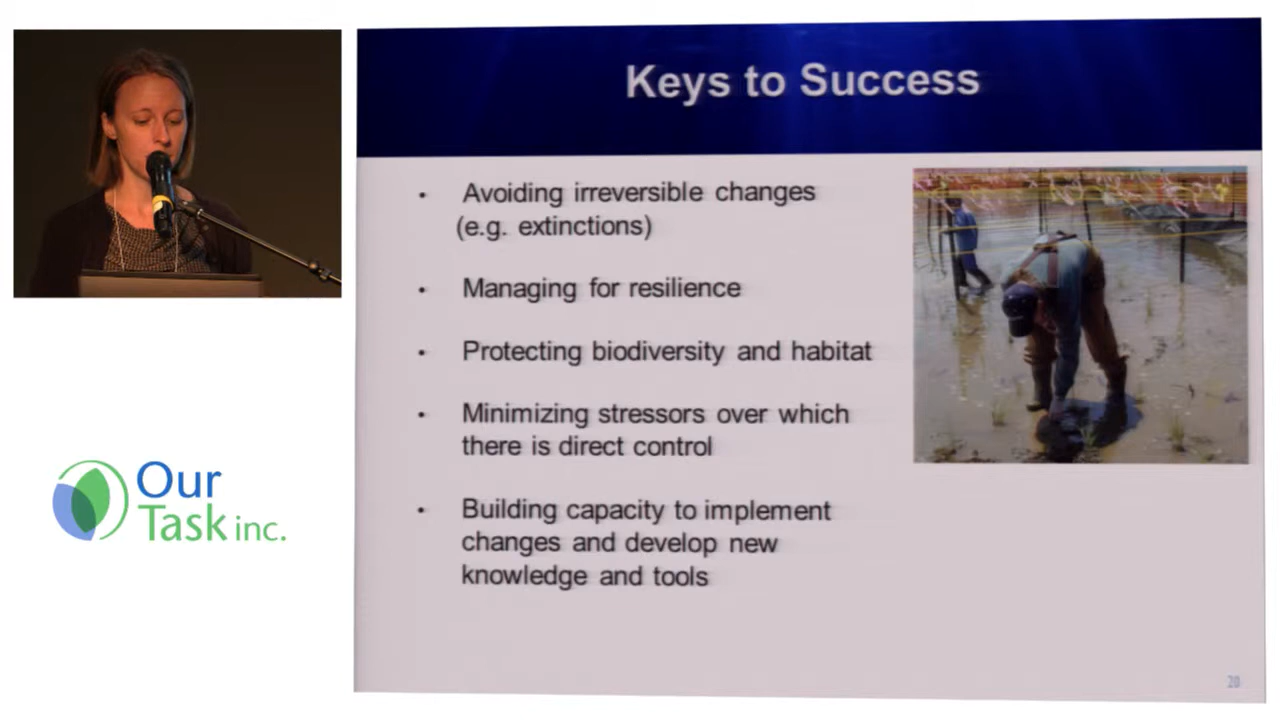 Keys to Success
• Avoiding irreversible changes
(e.g. extinctions)
• Managing for resilience
• Protecting biodiversity and habitat
• Minimizing stressors over which
there is direct control
• Building capacity to implement
changes and develop new
knowledge and tools
20
Our
Task inc.